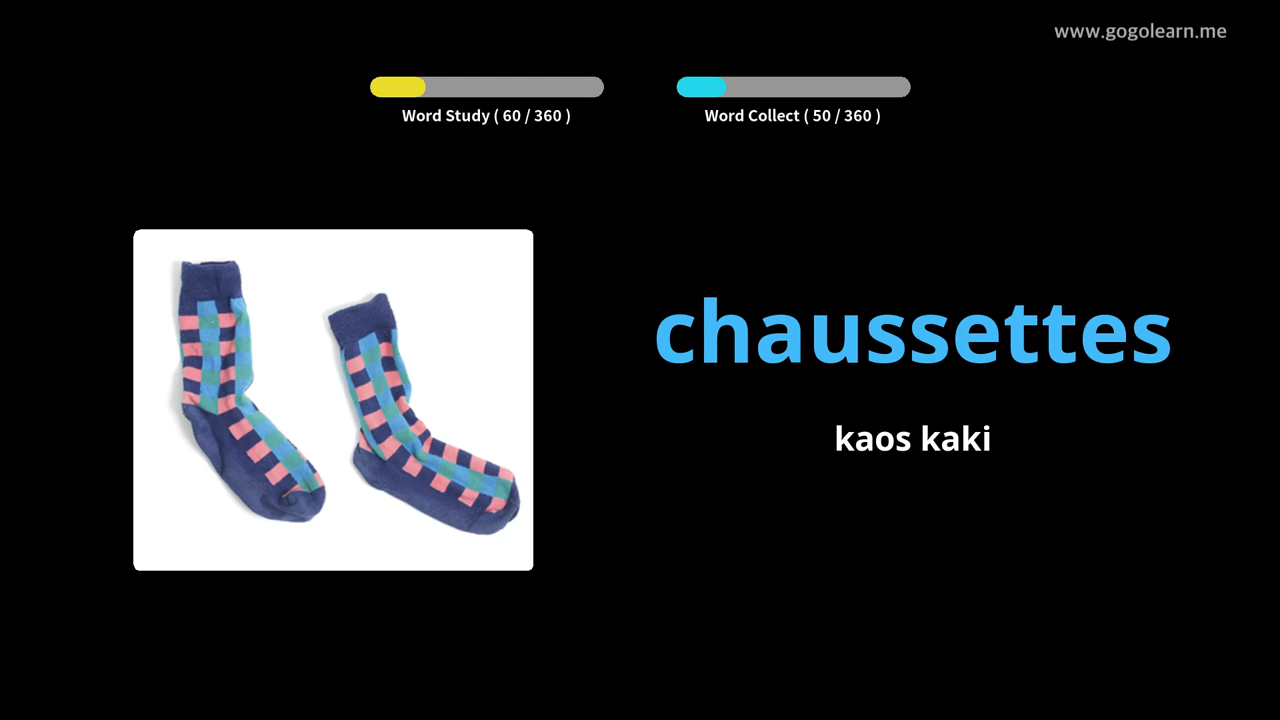 www.gogolearn.me
Word Study ( 60 / 360 )
Word Collect ( 50 / 360 )
chaussettes
kaos kaki